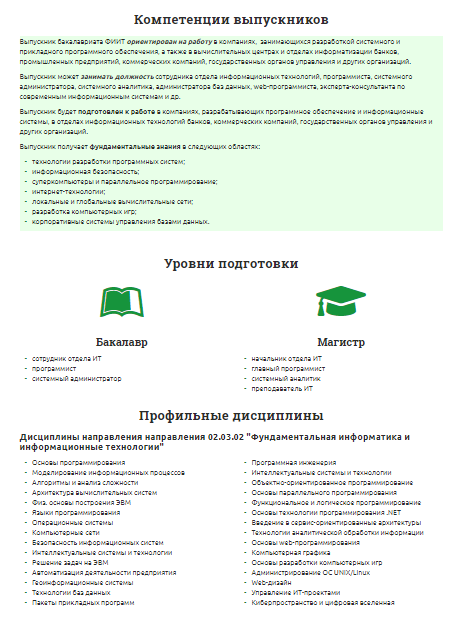 Компетенции выпускников
Выпускник бакалавриата ФИИТ ориентирован на работу в компаниях, занимающихся разработкой системного и
прикладного программного обеспечения, а также в вычислительных центрах и отделах информатизации банков,
промышленных предприятий, коммерческих компаний, государственных органов управления и других организаций.
Выпускник может занимать должность сотрудника отдела информационных технологий, программиста, системного
администратора, системного аналитика, администратора баз данных, web-программиста, эксперта-консультанта по
современным информационным системам и др.
Выпускник будет подготовлен к работе в компаниях, разрабатывающих программное обеспечение и информационные
системы, в отделах информационных технологий банков, коммерческих компаний, государственных органов управления и
других организаций.
Выпускник получает фундаментальные знания в следующих областях:
- технологии разработки программных систем;
- информационная безопасность;
- суперкомпьютеры и параллельное программирование;
- интернет-технологии;
- локальные и глобальные вычислительные сети;
- разработка компьютерных игр;
- корпоративные системы управления базами данных.
Уровни подготовки
Бакалавр
- сотрудник отдела ИТ
- программист
- системный администратор
Магистр
- начальник отдела ИТ
- главный программист
- системный аналитик
- преподаватель ИТ
Профильные дисциплины
Дисциплины направления направления 02.03.02 "Фундаментальная информатика и
информационные технологии"
- Основы программирования
- Моделирование информационных процессов
- Алгоритмы и анализ сложности
- Архитектура вычислительных систем
- Физ. основы построения ЭВМ
- Языки программирования
- Операционные системы
- Компьютерные сети
- Безопасность информационных систем
- Интеллектуальные системы и технологии
- Решение задач на ЭВМ
- Автоматизация деятельности предприятия
- Геоинформационные системы
- Технологии баз данных
- Пакеты прикладных программ
- Программная инженерия
- Интеллектуальные системы и технологии
- Объектно-ориентированное программирование
- Основы параллельного программирования
- Функциональное и логическое программирование
- Основы технологии программирования .NET
- Введение в сервис-ориентированные архитектуры
- Технологии аналитической обработки информации
- Основы web-программирования
- Компьютерная графика
- Основы разработки компьютерных игр
- Администрирование ОС UNIX/Linux
- Web-дизайн
- Управление ИТ-проектами
- Киберпространство и цифровая вселенная